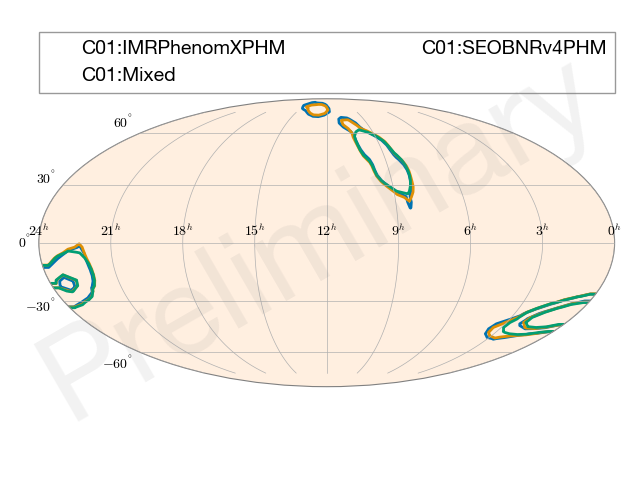 C01:IMRPhenomXPHM C01:SEOBNRv4PHM
C01:Mixed
60°
30°
0° 24h 21h 18h 15h 12h 9h 6h 3h 0h
−30°
−60°
Preliminary